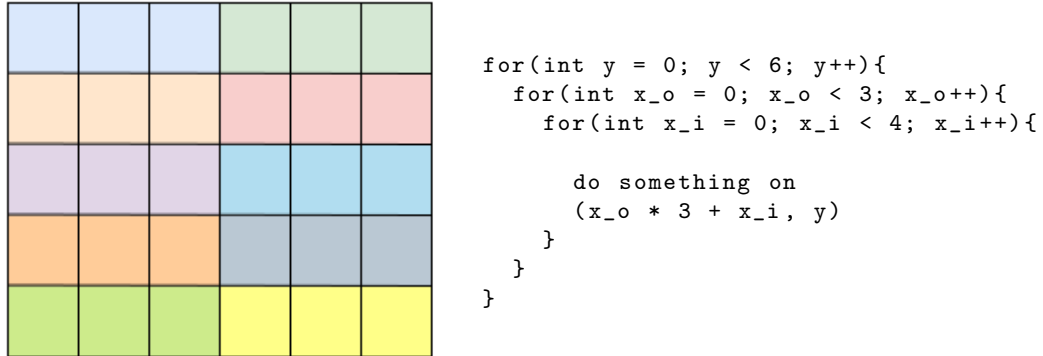 for(int y = 0; y < 6; y++){
for(int x_o = 0; x_o < 3; x_o++){
for(int x_i = 0; x_i < 4; x_i++){
do something on
(x_o * 3 + x_i, y)
}
}
}